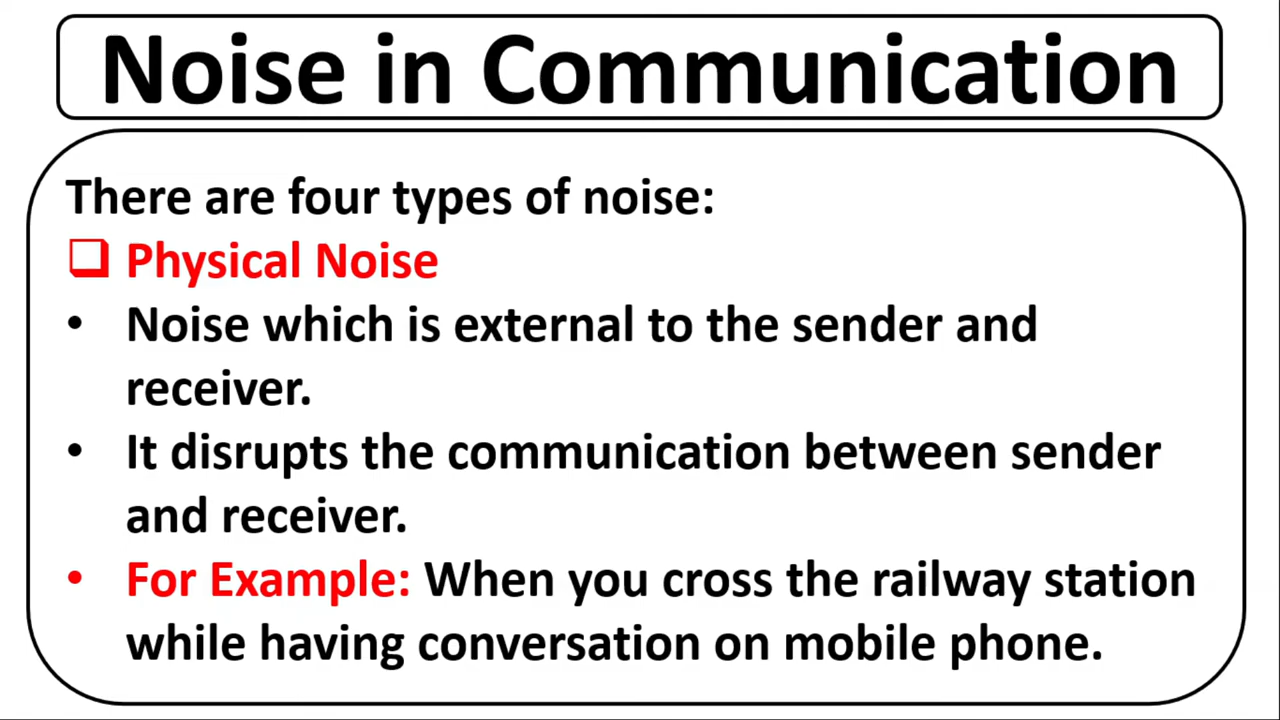 Noise in Communication
There are four types of noise:
❑ Physical Noise
• Noise which is external to the sender and
receiver.
• It disrupts the communication between sender
and receiver.
• For Example: When you cross the railway station
while having conversation on mobile phone.